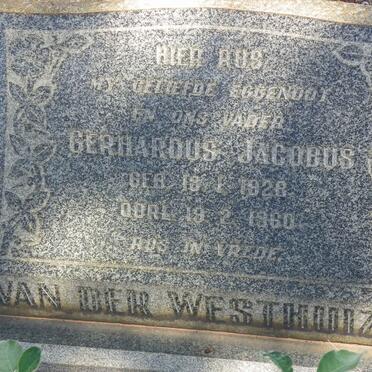 HIER RUS
MY GELIEFDE EGGENOOT
EN ONS VADER
GERHARDUS JACOBUS
GEB. 19. 1. 1928
OORL. 19. 2. 1960
RUS IN VREDE
VAN DER WESTHUIZ